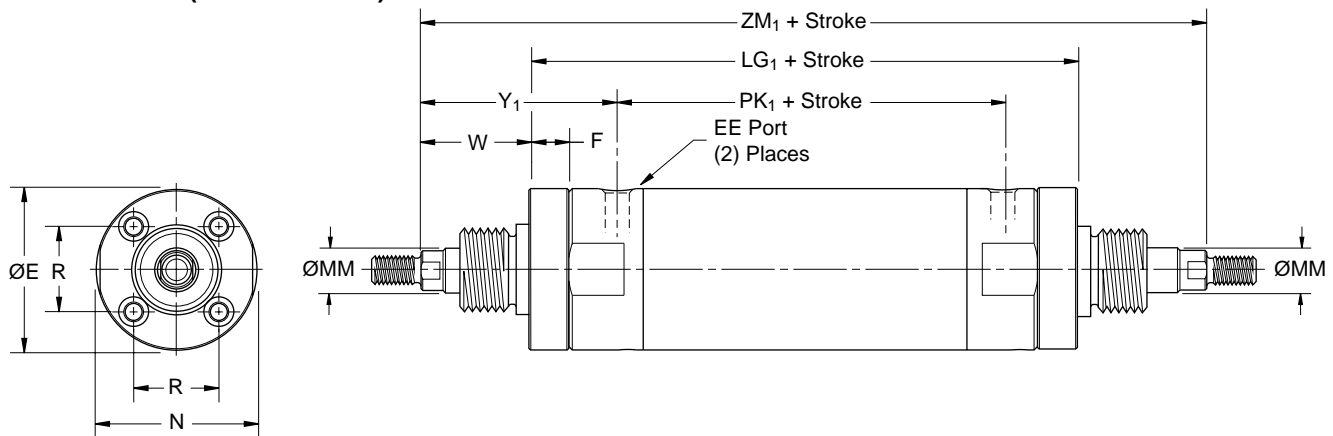 ZM₁ + Stroke
LG₁ + Stroke
Y₁
PK₁ + Stroke
W
F
EE Port
(2) Places
ØE
R
ØMM
ØMM
R
N